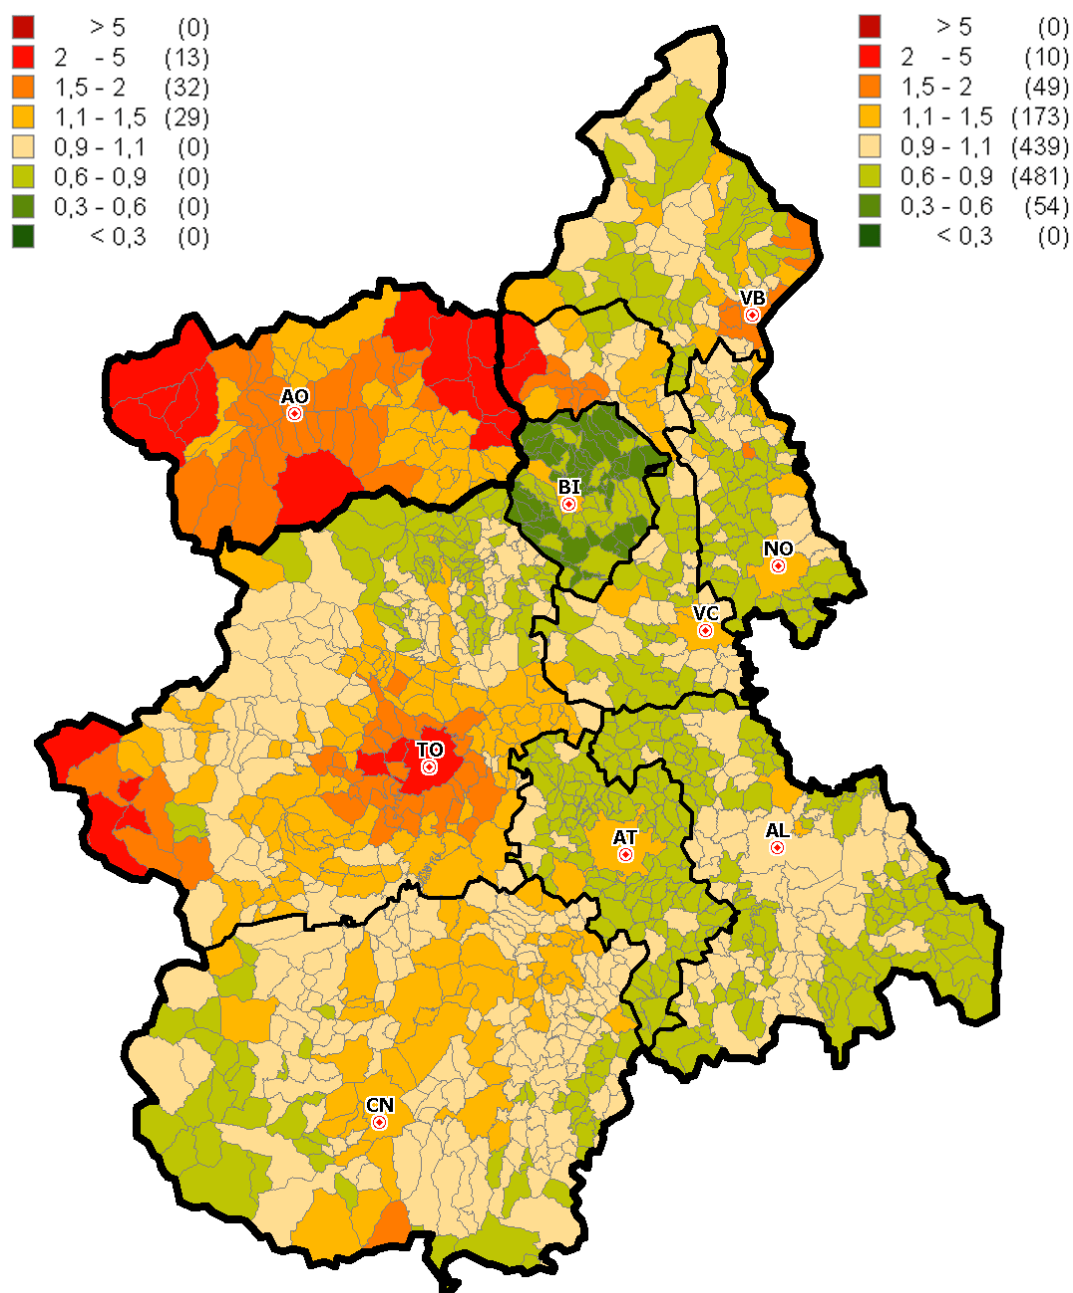 > 5 (0)
2 - 5 (13)
1,5 - 2 (32)
1,1 - 1,5 (29)
0,9 - 1,1 (0)
0,6 - 0,9 (0)
0,3 - 0,6 (0)
< 0,3 (0)
> 5 (0)
2 - 5 (10)
1,5 - 2 (49)
1,1 - 1,5 (173)
0,9 - 1,1 (439)
0,6 - 0,9 (481)
0,3 - 0,6 (54)
< 0,3 (0)
VB
AO
BI
NO
VC
TO
AT
AL
CN